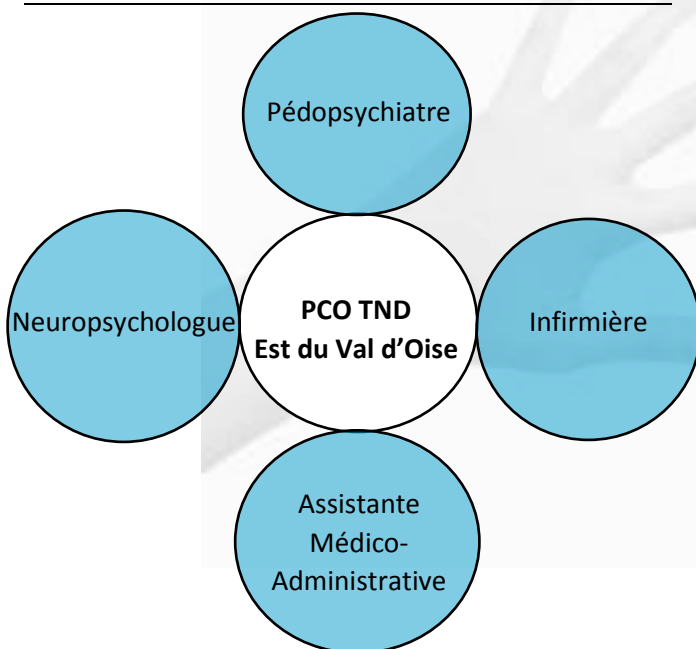 Pédopsychiatre
Neuropsychologue
PCO TND
Est du Val d’Oise
Infirmière
Assistante
Médico-
Administrative